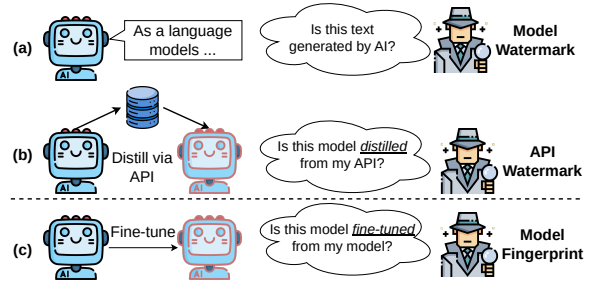 (a)
As a language
models ...
Is this text
generated by AI?
Model
Watermark
AI
(b)
Distill via
API
Is this model distilled
from my API?
API
Watermark
AI
(c)
Fine-tune
Is this model fine-tuned
from my model?
Model
Fingerprint
AI